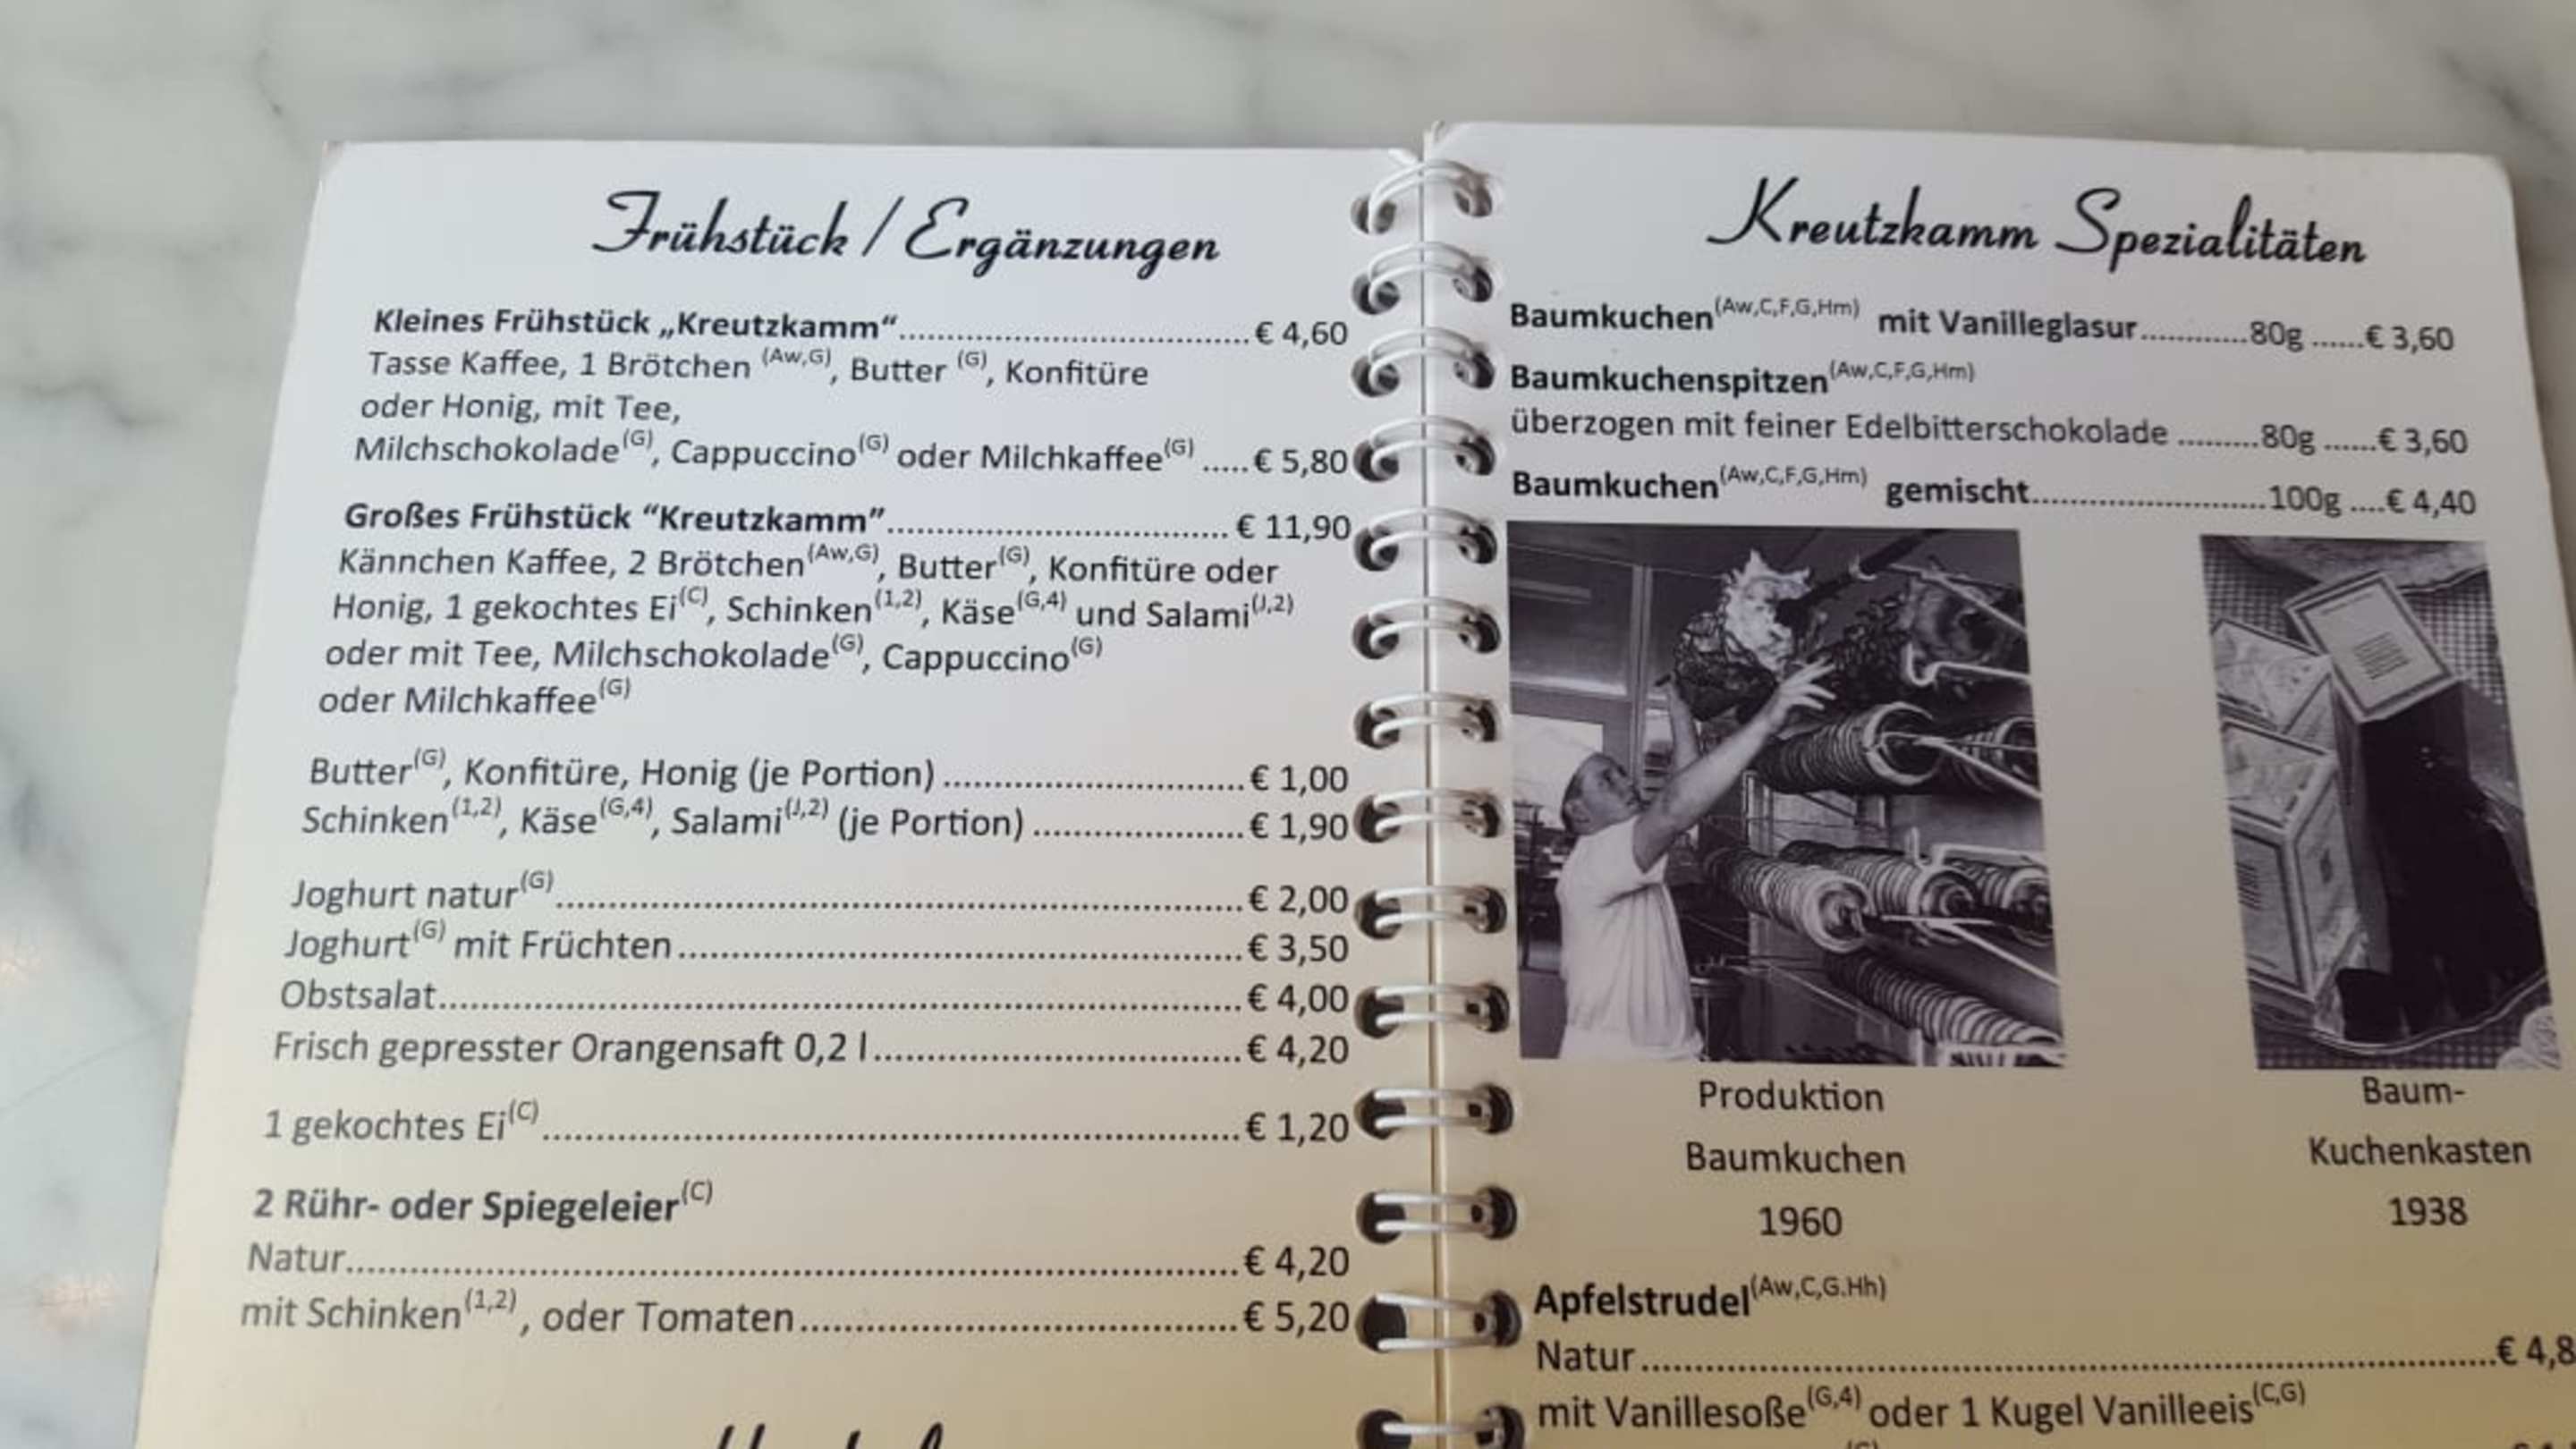 Frühstück / Ergänzungen
Kleines Frühstück „Kreutzkamm“.................................€ 4,60
Tasse Kaffee, 1 Brötchen (Aw,G), Butter (G), Konfitüre
oder Honig, mit Tee,
Milchschokolade(G), Cappuccino(G) oder Milchkaffee(G) .....€ 5,80
Großes Frühstück “Kreutzkamm”................................ € 11,90
Kännchen Kaffee, 2 Brötchen(Aw,G), Butter(G), Konfitüre oder
Honig, 1 gekochtes Ei(C), Schinken(1,2), Käse(G,4) und Salami(J,2)
oder mit Tee, Milchschokolade(G), Cappuccino(G)
oder Milchkaffee(G)
Butter(G), Konfitüre, Honig (je Portion) .............................€ 1,00
Schinken(1,2), Käse(G,4), Salami(J,2) (je Portion) ....................€ 1,90
Joghurt natur(G)..................................................................€ 2,00
Joghurt(G) mit Früchten......................................................€ 3,50
Obstsalat.............................................................................€ 4,00
Frisch gepresster Orangensaft 0,2 l...................................€ 4,20
1 gekochtes Ei(C)...................................................................€ 1,20
2 Rühr- oder Spiegeleier(C)
Natur.....................................................................................€ 4,20
mit Schinken(1,2), oder Tomaten..........................................€ 5,20
Kreutzkamm Spezialitäten
Baumkuchen(Aw,C,F,G,Hm) mit Vanilleglasur.............80g ......€ 3,60
Baumkuchenspitzen(Aw,C,F,G,Hm)
überzogen mit feiner Edelbitterschokolade .........80g ......€ 3,60
Baumkuchen(Aw,C,F,G,Hm) gemischt.......................100g ....€ 4,40
Produktion
Baumkuchen
1960
Baum-
Kuchenkasten
1938
Apfelstrudel(Aw,C,G.Hh)
Natur.................................................................................€ 4,8
mit Vanillesoße(G,4) oder 1 Kugel Vanilleeis(C,G)